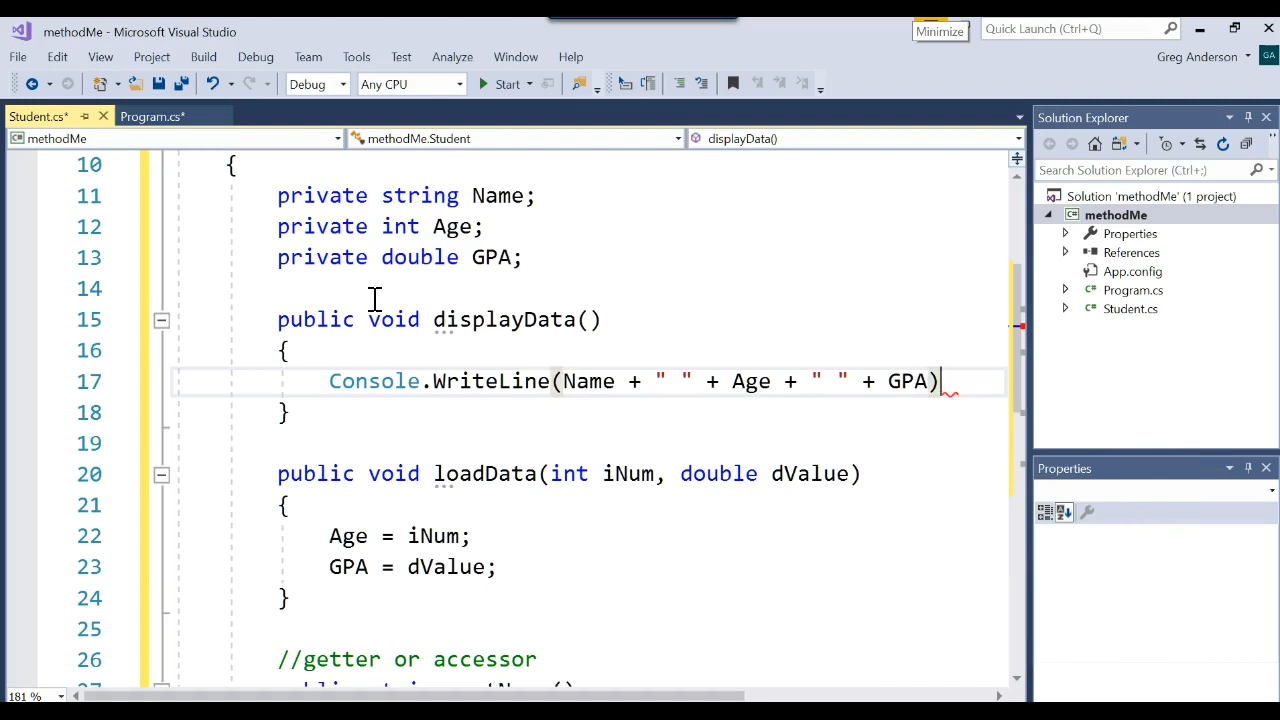 methodMe - Microsoft Visual Studio
Minimize
Quick Launch (Ctrl+Q)
File Edit View Project Build Debug Team Tools Test Analyze Window Help
Greg Anderson
GA
Debug Any CPU Start
Student.cs* Program.cs*
methodMe methodMe.Student displayData()
10 {
11 private string Name;
12 private int Age;
13 private double GPA;
14
15 public void displayData()
16 {
17 Console.WriteLine(Name + " " + Age + " " + GPA)
18 }
19
20 public void loadData(int iNum, double dValue)
21 {
22 Age = iNum;
23 GPA = dValue;
24 }
25
26 //getter or accessor
181 %
Solution Explorer
Search Solution Explorer (Ctrl+;)
Solution 'methodMe' (1 project)
methodMe
Properties
References
App.config
Program.cs
Student.cs
Properties